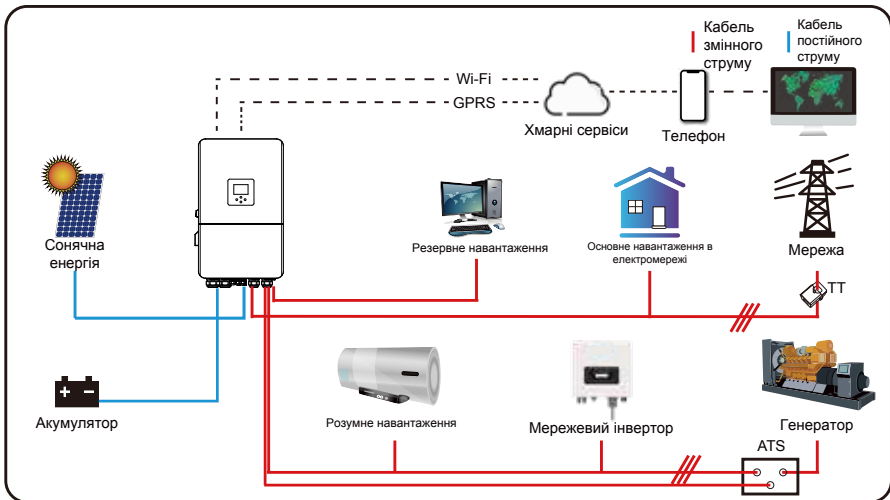 Кабель
змінного
струму
Кабель
постійного
струму
Wi-Fi
GPRS
Хмарні сервіси
Телефон
Сонячна
енергія
Резервне навантаження
Основне навантаження в
електромережі
Мережа
ТТ
Акумулятор
Розумне навантаження
Мережевий інвертор
Генератор
ATS